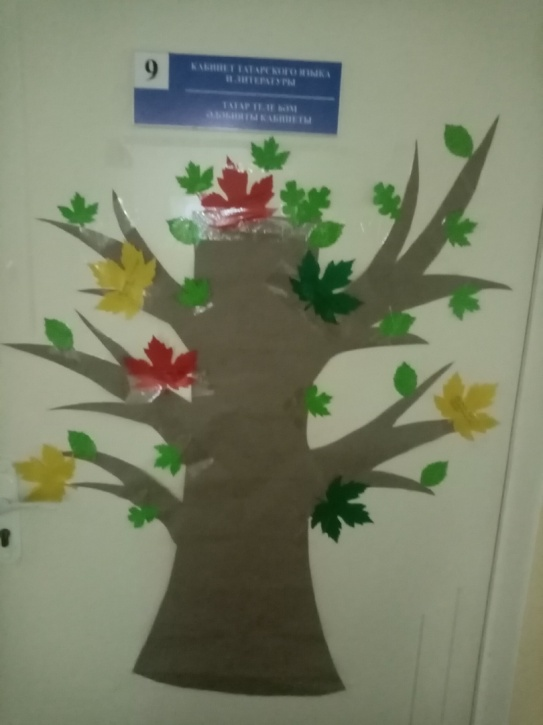 9
КАБИНЕТ ТАТАРСКОГО ЯЗЫКА
И ЛИТЕРАТУРЫ
ТАТАР ТЕЛЕ ҺӘМ
ӘДӘБИЯТЫ КАБИНЕТЫ